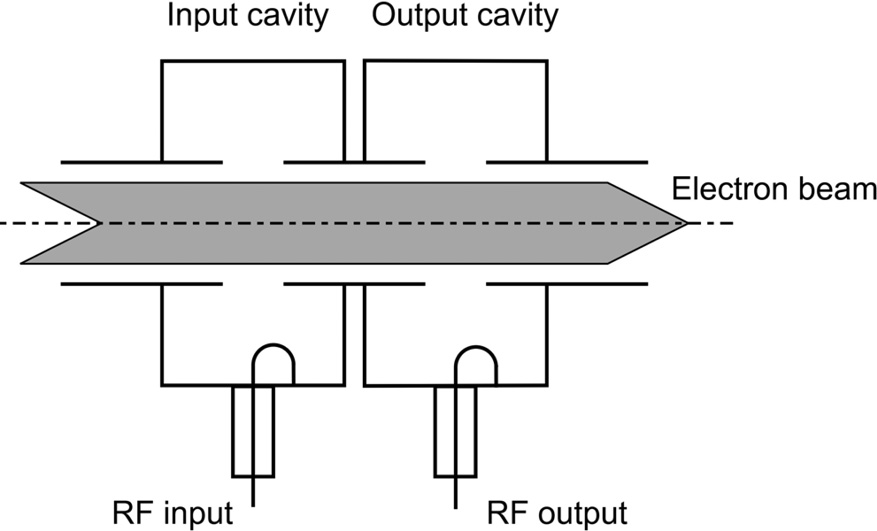 Input cavity
Output cavity
Electron beam
RF input
RF output